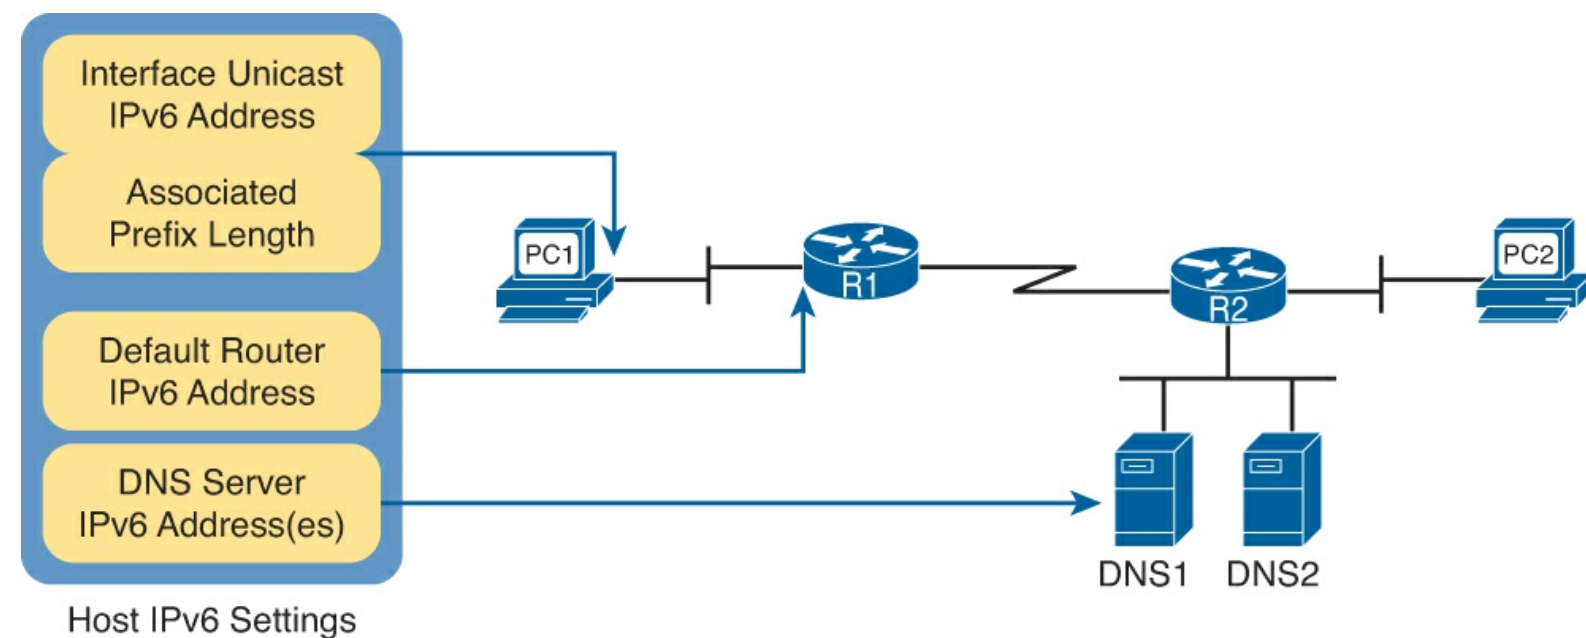 Interface Unicast
IPv6 Address
Associated
Prefix Length
Default Router
IPv6 Address
DNS Server
IPv6 Address(es)
Host IPv6 Settings
PC1
R1
R2
PC2
DNS1
DNS2